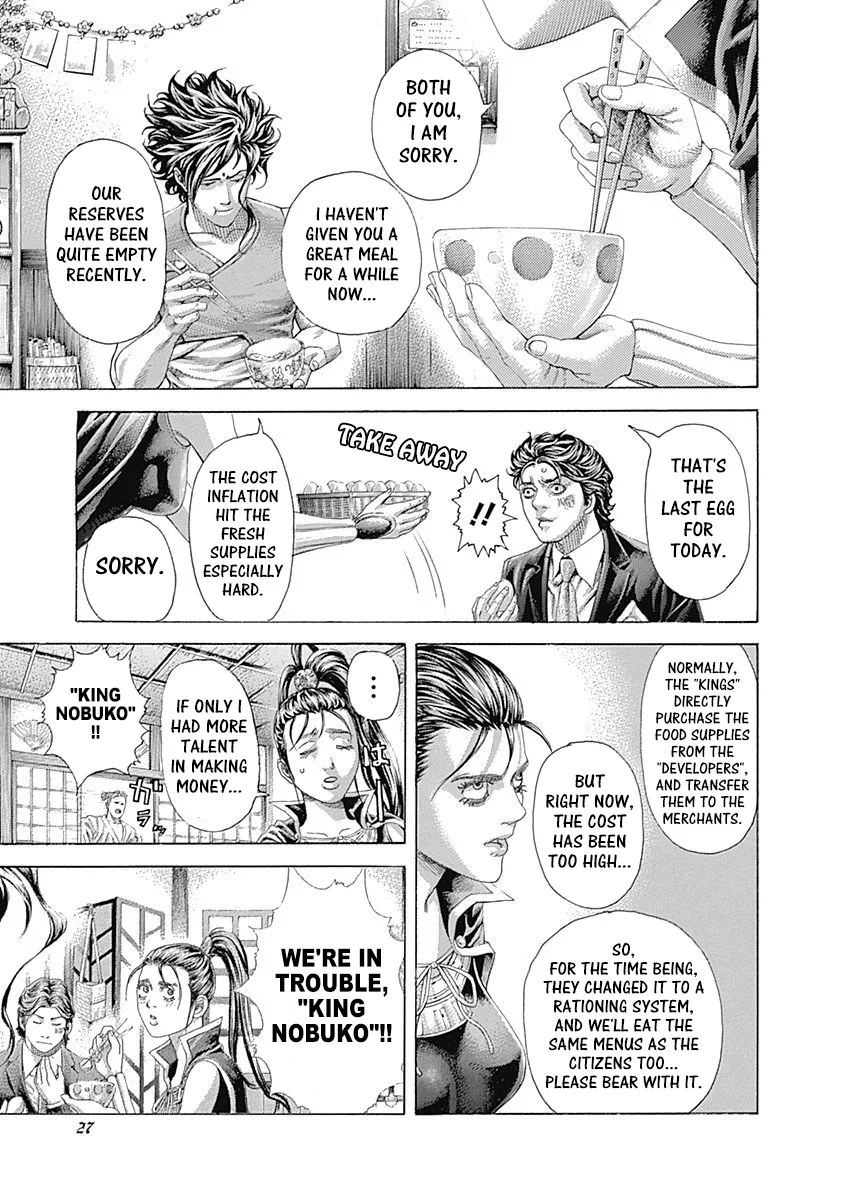 BOTH
OF YOU,
I AM
SORRY.
I HAVEN'T
GIVEN YOU A
GREAT MEAL
FOR A WHILE
NOW...
OUR
RESERVES
HAVE BEEN
QUITE EMPTY
RECENTLY.
THAT'S
THE
LAST EGG
FOR
TODAY.
!!
TAKE AWAY
THE COST
INFLATION
HIT THE
FRESH
SUPPLIES
ESPECIALLY
HARD.
SORRY.
NORMALLY,
THE "KINGS"
DIRECTLY
PURCHASE THE
FOOD SUPPLIES
FROM THE
"DEVELOPERS",
AND TRANSFER
THEM TO THE
MERCHANTS.
BUT
RIGHT NOW,
THE COST
HAS BEEN
TOO HIGH...
SO,
FOR THE TIME BEING,
THEY CHANGED IT TO A
RATIONING SYSTEM,
AND WE'LL EAT THE
SAME MENUS AS THE
CITIZENS TOO...
PLEASE BEAR WITH IT.
...
は
IF ONLY I
HAD MORE
TALENT
IN MAKING
MONEY...
"KING
NOBUKO"
!!
ガラッ
WE'RE IN
TROUBLE,
"KING
NOBUKO"!!
27